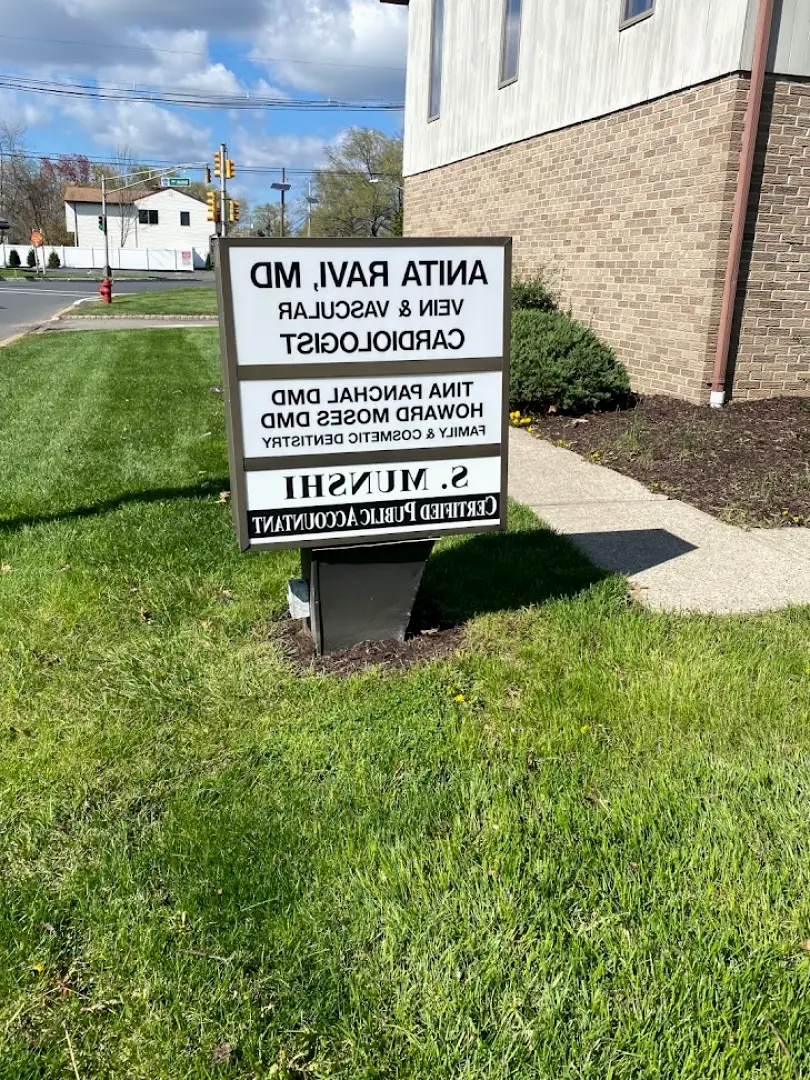 ANITA RAVI, MD
VEIN & VASCULAR
CARDIOLOGIST
TINA PANCHAL DMD
HOWARD MOSES DMD
FAMILY & COSMETIC DENTISTRY
S. MUNSHI
CERTIFIED PUBLIC ACCOUNTANT